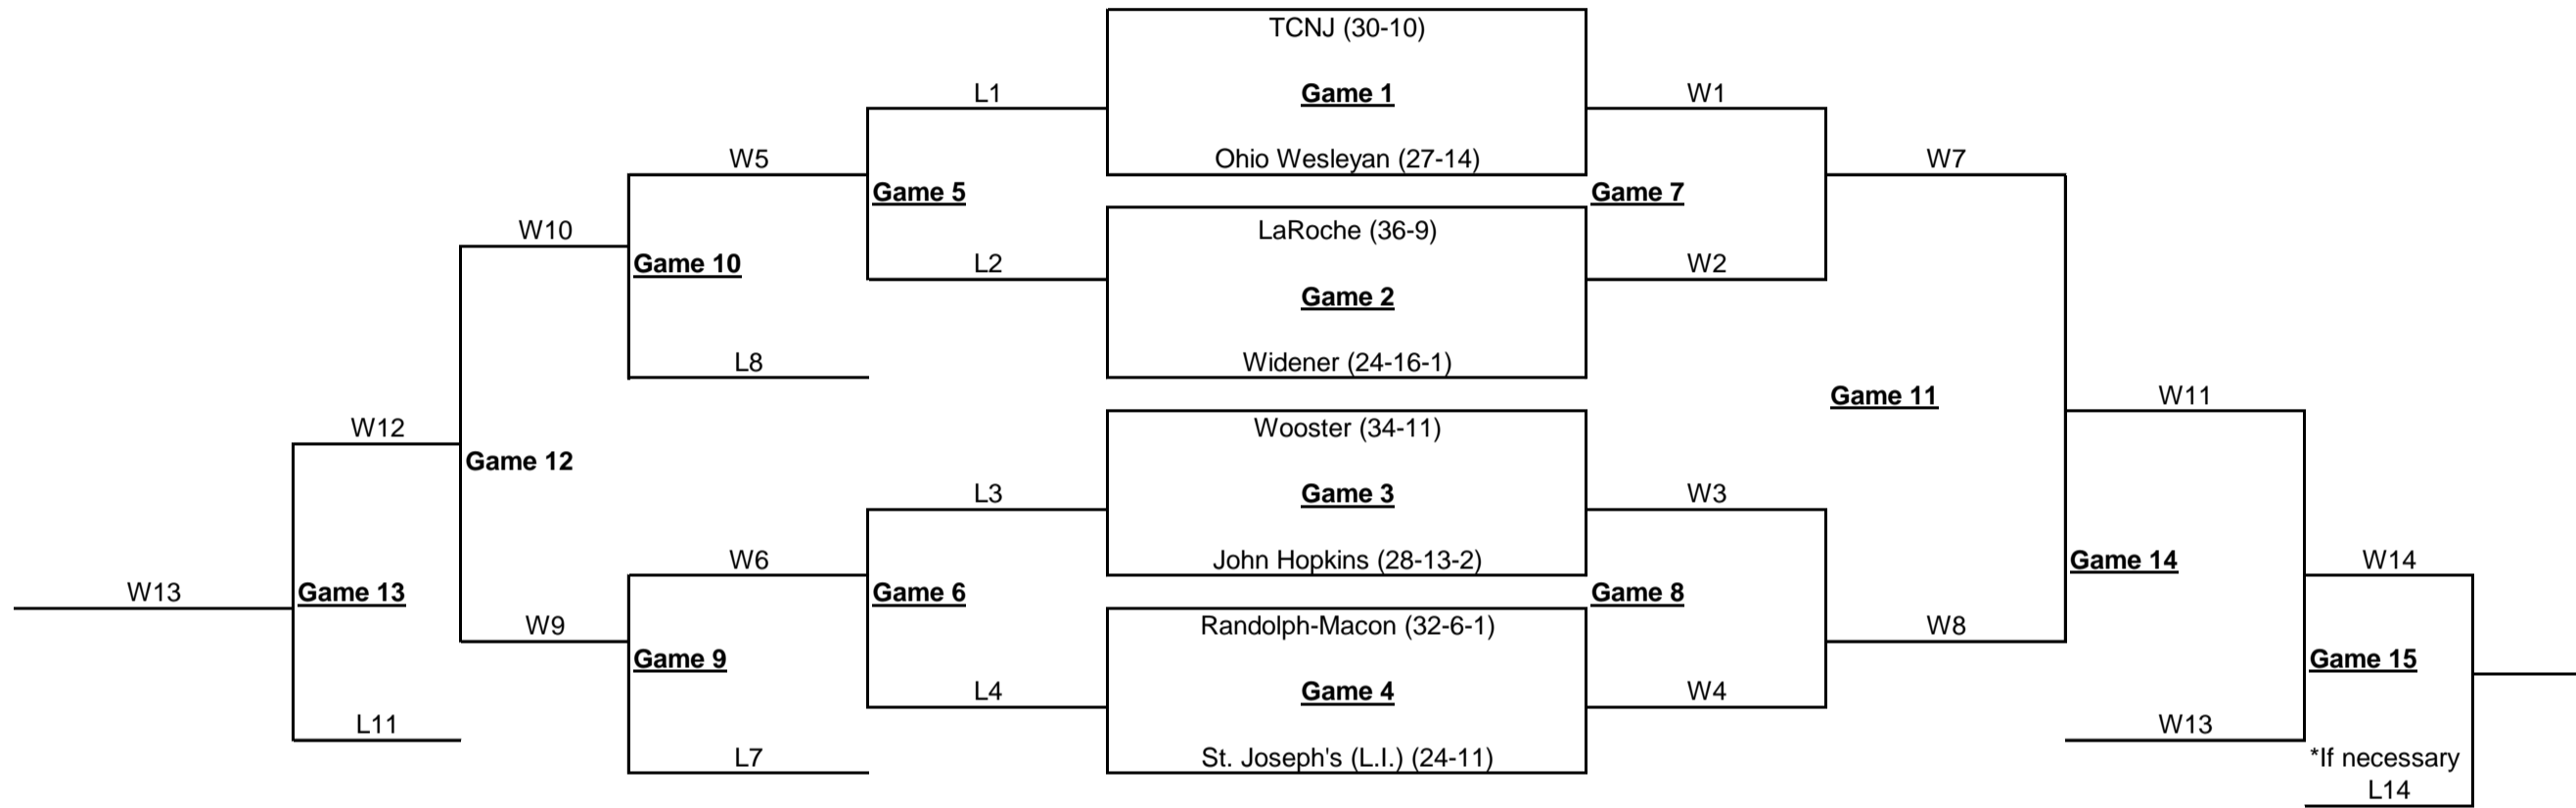 TCNJ (30-10)
L1
Game 1
W1
W5
Ohio Wesleyan (27-14)
W7
Game 5
Game 7
W10
LaRoche (36-9)
Game 10
L2
W2
Game 2
L8
Widener (24-16-1)
Game 11
W11
W12
Wooster (34-11)
Game 12
L3
Game 3
W3
W6
John Hopkins (28-13-2)
Game 14
W14
W13
Game 13
Game 6
Game 8
W9
Randolph-Macon (32-6-1)
W8
Game 9
Game 15
L4
Game 4
W4
L11
W13
L7
St. Joseph's (L.I.) (24-11)
*If necessary
L14